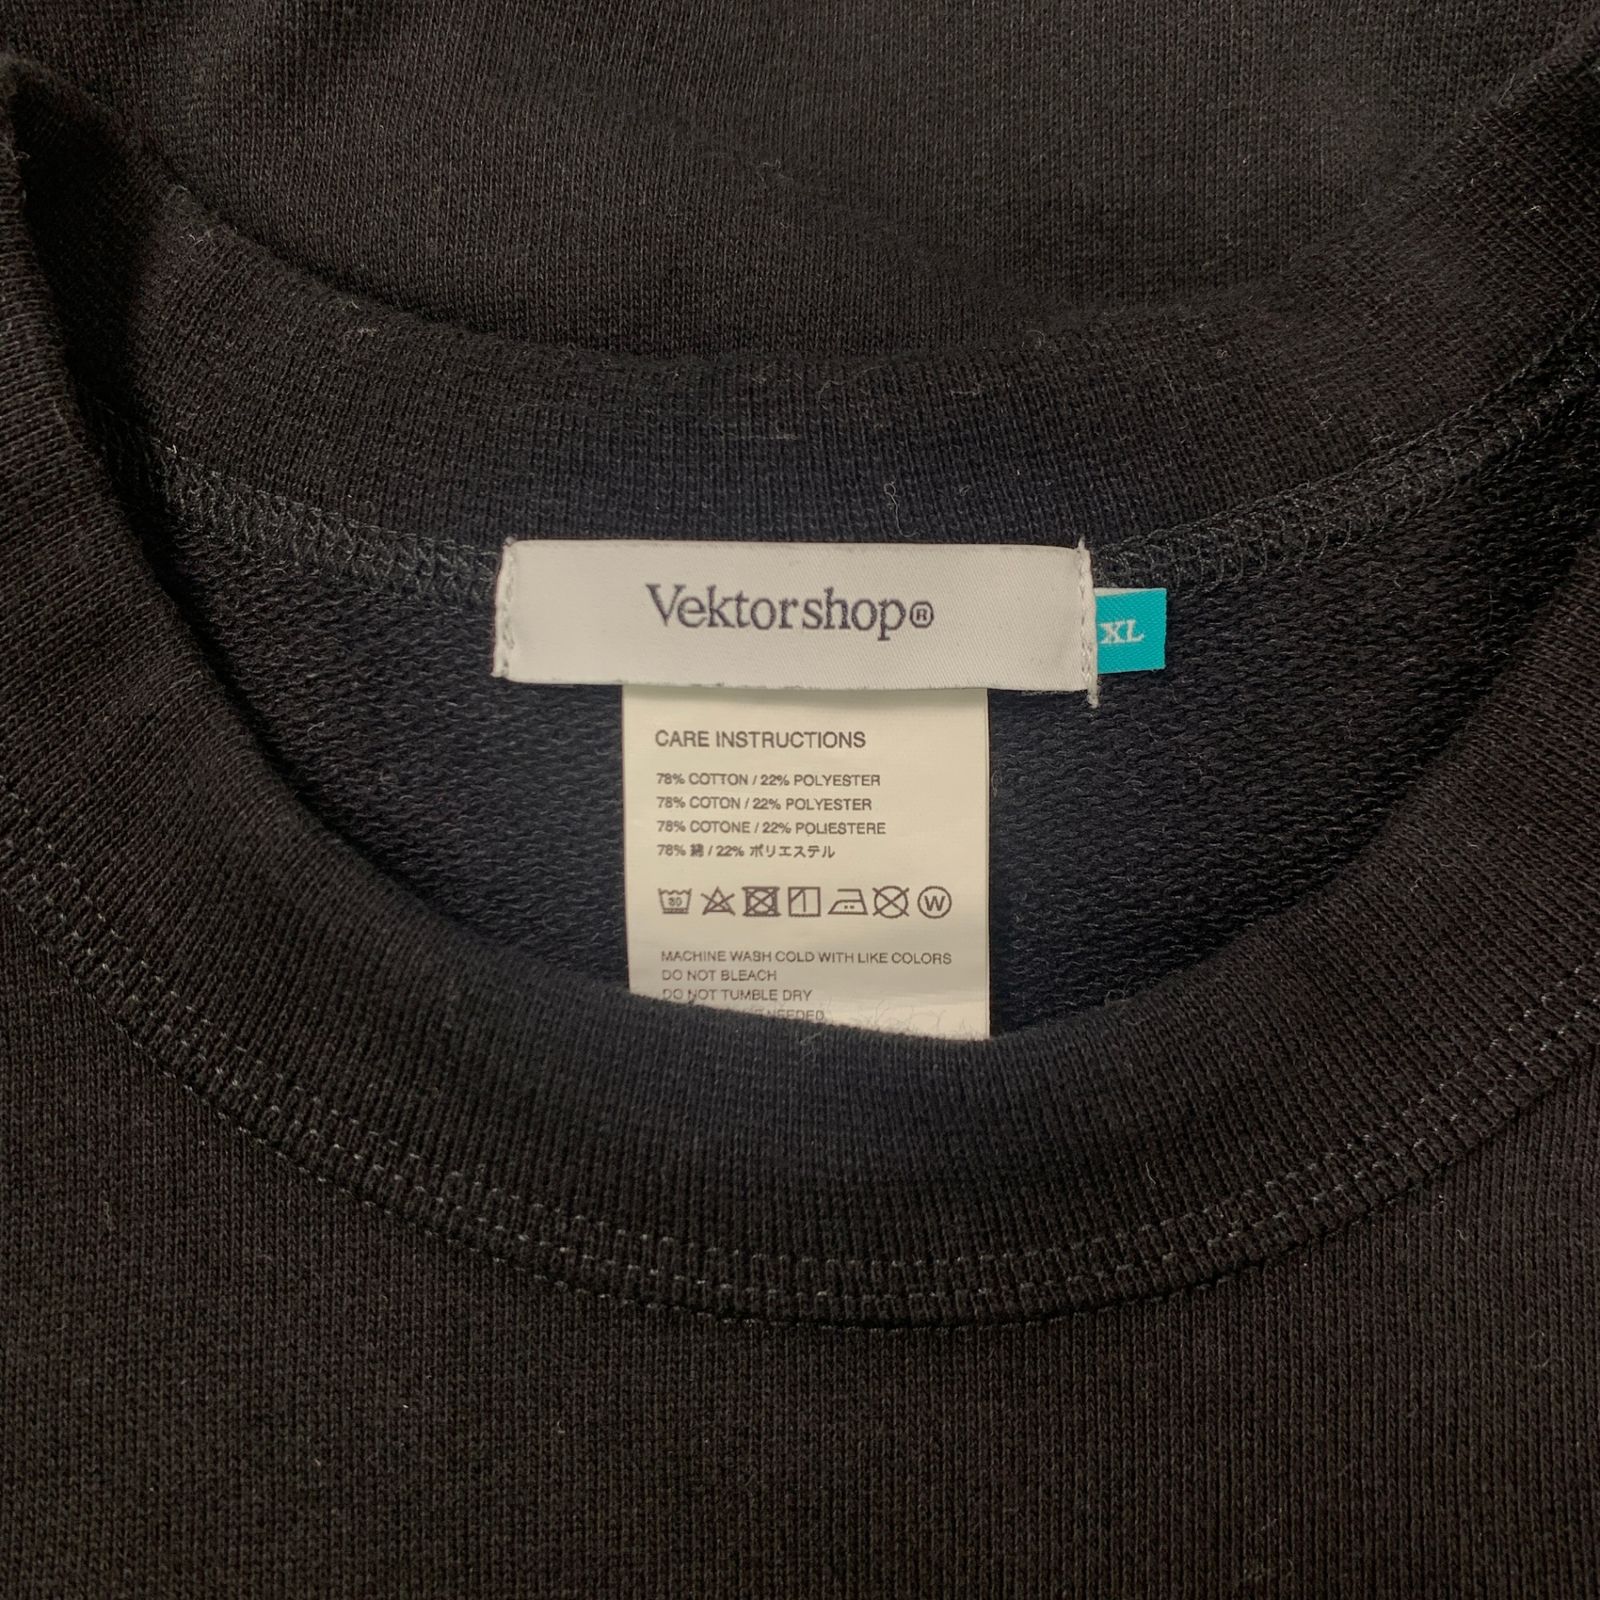 Vektorshop®
XL
CARE INSTRUCTIONS
78% COTTON / 22% POLYESTER
78% COTON / 22% POLYESTER
78% COTONE / 22% POLIESTERE
78% 綿 / 22% ポリエステル
30 W
MACHINE WASH COLD WITH LIKE COLORS
DO NOT BLEACH
DO NOT TUMBLE DRY
NEEDED